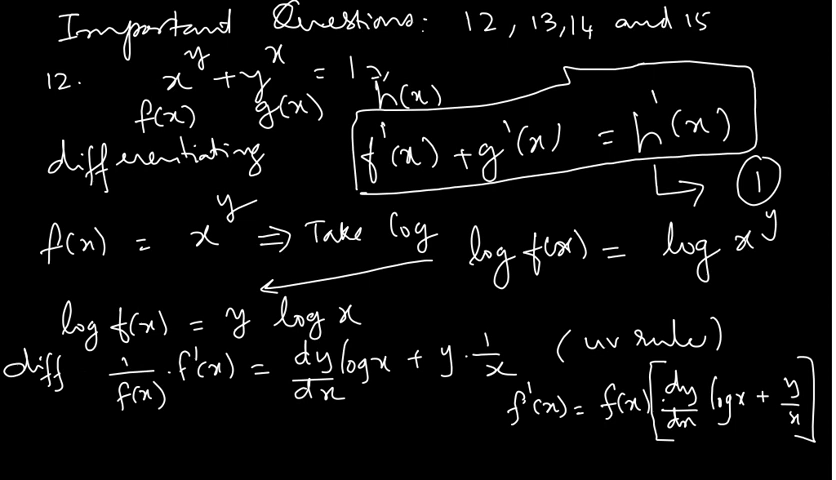 Important Questions: 12, 13, 14 and 15
12. x^y + y^x = 1
f(x) g(x) h(x)
differentiating f'(x) + g'(x) = h'(x)
↳ ①
f(x) = x^y ⇒ Take log log f(x) = log x^y
log f(x) = y log x
diff 1/f(x) · f'(x) = dy/dx log x + y · 1/x (uv rule)
f'(x) = f(x) [dy/dx log x + y/x]